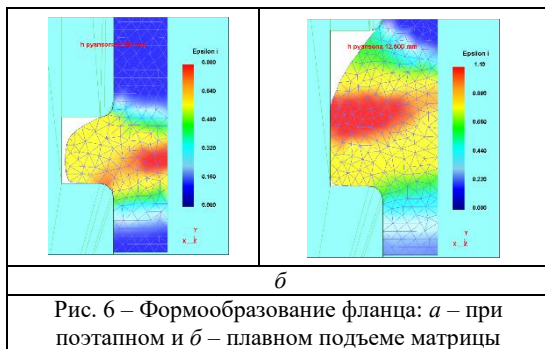 h pyansona
Epsilon i
0.800
0.640
0.480
0.320
0.160
0.000
Y
X Z
h pyansona 12.600 mm
Epsilon i
1.10
0.880
0.660
0.440
0.220
0.000
Y
X Z
б
Рис. 6 – Формообразование фланца: а – при
поэтапном и б – плавном подъеме матрицы